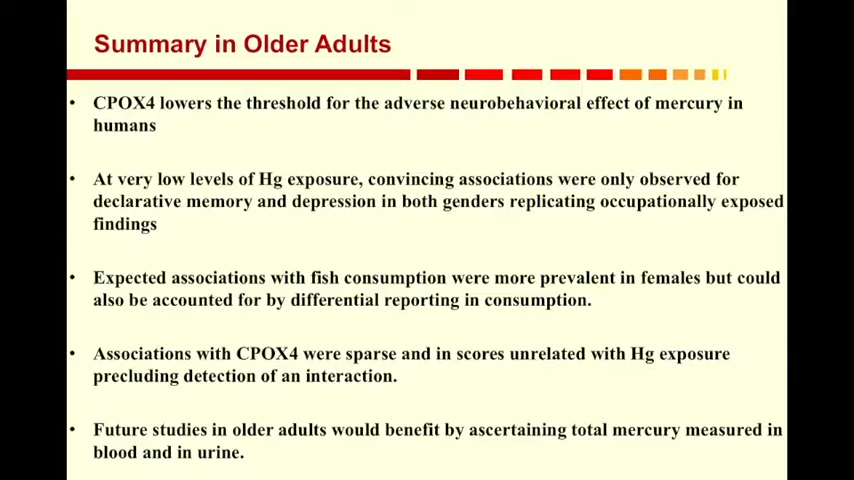 Summary in Older Adults
• CPOX4 lowers the threshold for the adverse neurobehavioral effect of mercury in
humans
• At very low levels of Hg exposure, convincing associations were only observed for
declarative memory and depression in both genders replicating occupationally exposed
findings
• Expected associations with fish consumption were more prevalent in females but could
also be accounted for by differential reporting in consumption.
• Associations with CPOX4 were sparse and in scores unrelated with Hg exposure
precluding detection of an interaction.
• Future studies in older adults would benefit by ascertaining total mercury measured in
blood and in urine.